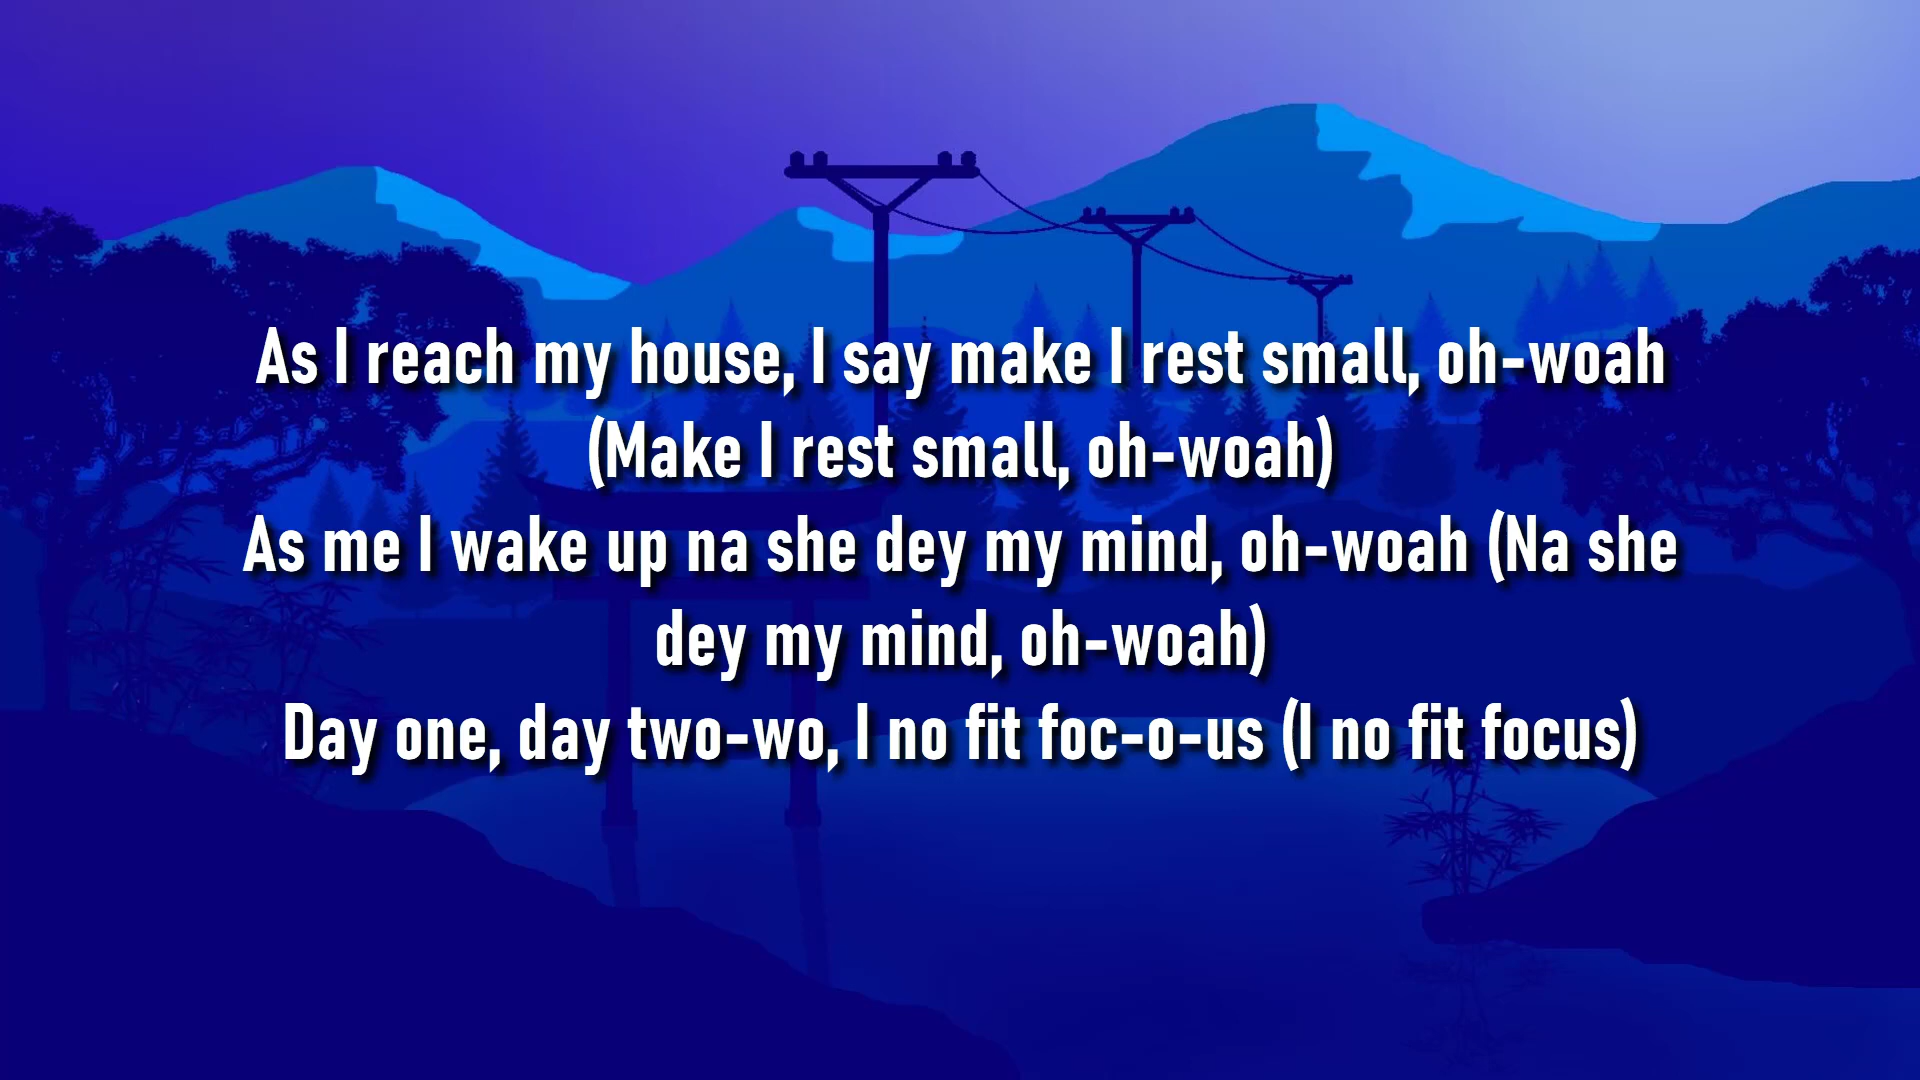 As I reach my house, I say make I rest small, oh-woah
(Make I rest small, oh-woah)
As me I wake up na she dey my mind, oh-woah (Na she
dey my mind, oh-woah)
Day one, day two-wo, I no fit foc-o-us (I no fit focus)